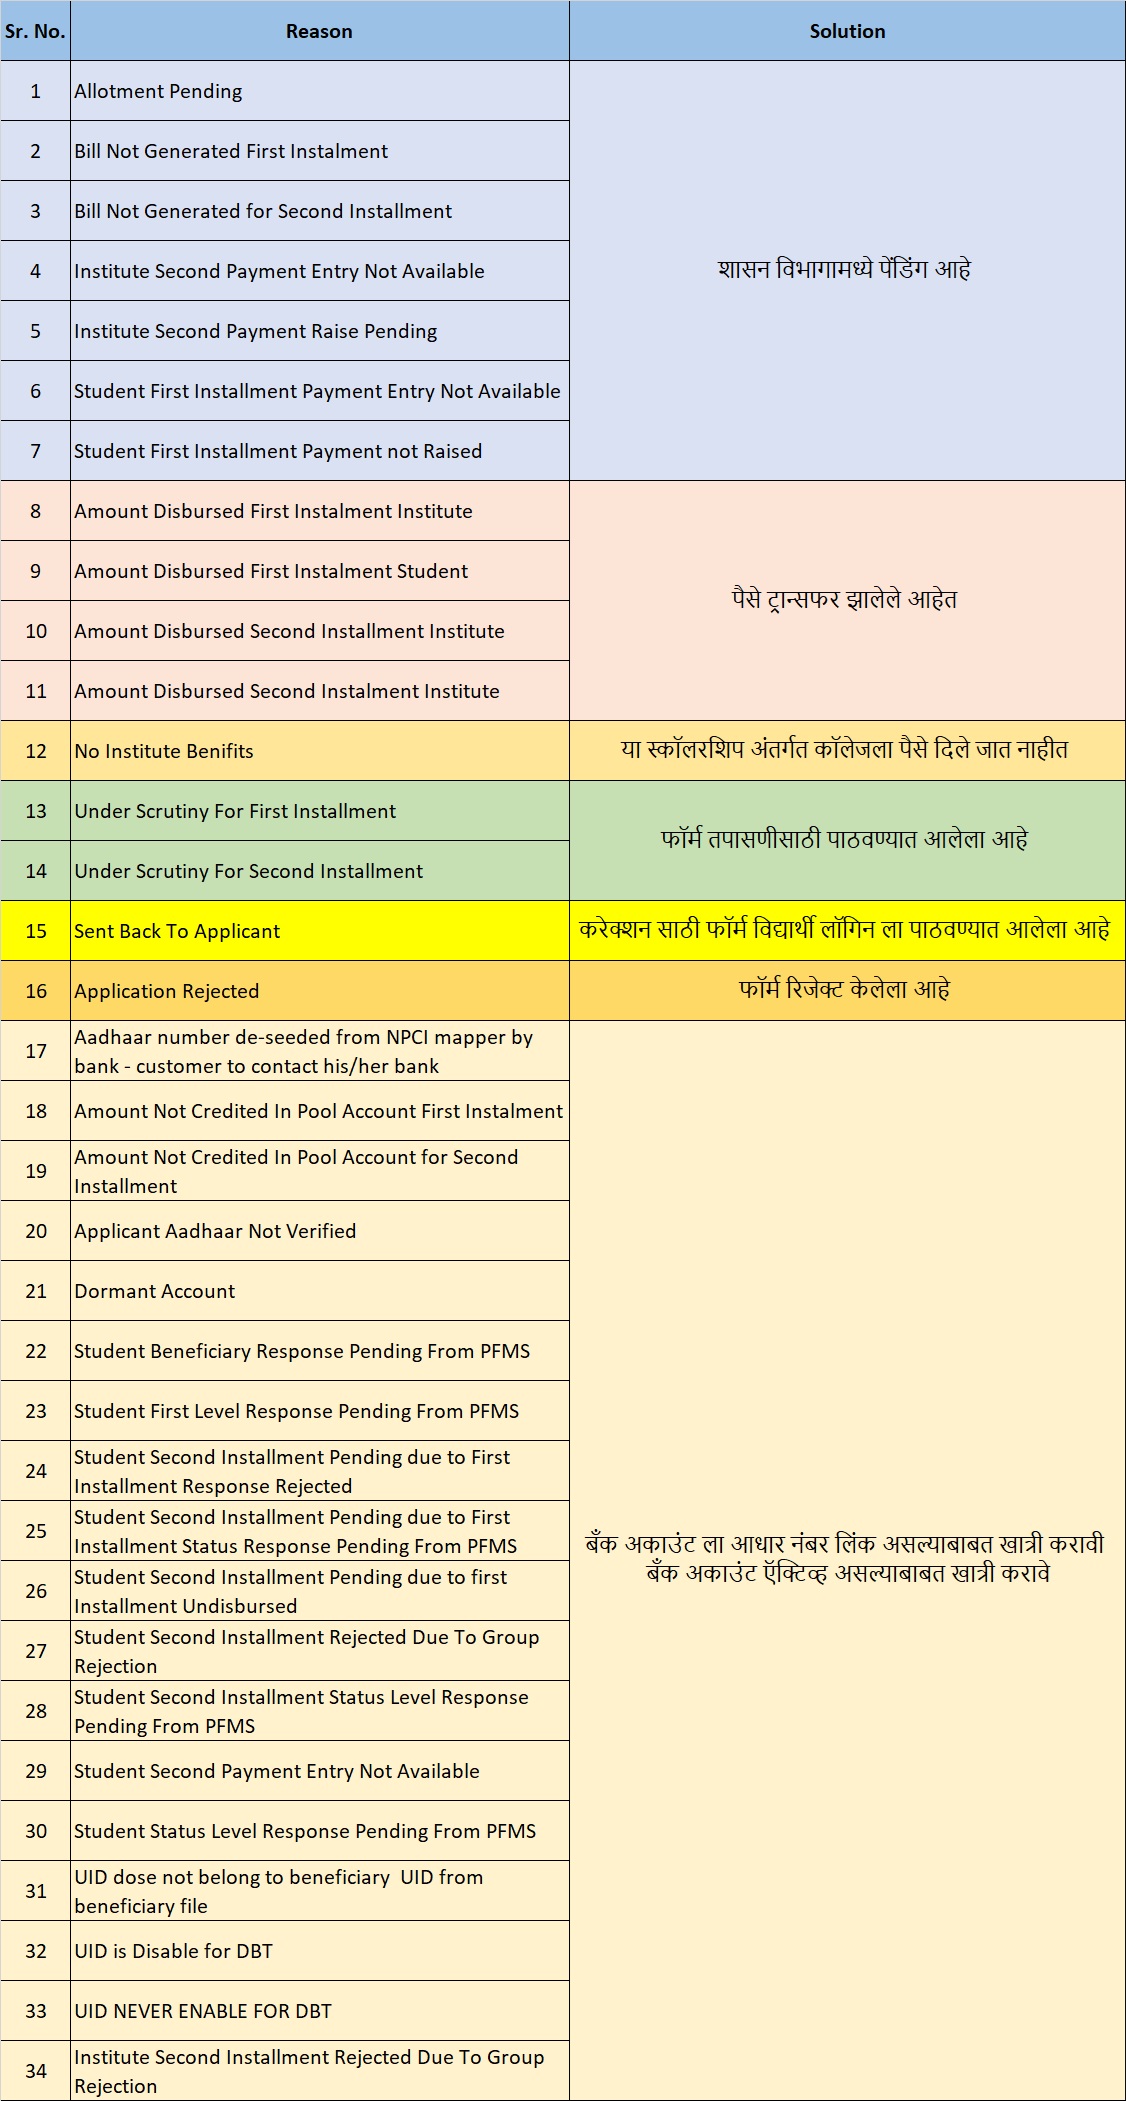 Sr. No. Reason Solution
1 Allotment Pending
2 Bill Not Generated First Instalment
3 Bill Not Generated for Second Installment
4 Institute Second Payment Entry Not Available
शासन विभागामध्ये पेंडिंग आहे
5 Institute Second Payment Raise Pending
6 Student First Installment Payment Entry Not Available
7 Student First Installment Payment not Raised
8 Amount Disbursed First Instalment Institute
9 Amount Disbursed First Instalment Student
पैसे ट्रान्सफर झालेले आहेत
10 Amount Disbursed Second Installment Institute
11 Amount Disbursed Second Instalment Institute
12 No Institute Benifits या स्कॉलरशिप अंतर्गत कॉलेजला पैसे दिले जात नाहीत
13 Under Scrutiny For First Installment
फॉर्म तपासणीसाठी पाठवण्यात आलेला आहे
14 Under Scrutiny For Second Installment
15 Sent Back To Applicant करेक्शन साठी फॉर्म विद्यार्थी लॉगिन ला पाठवण्यात आलेला आहे
16 Application Rejected फॉर्म रिजेक्ट केलेला आहे
17 Aadhaar number de-seeded from NPCI mapper by
bank - customer to contact his/her bank
18 Amount Not Credited In Pool Account First Instalment
19 Amount Not Credited In Pool Account for Second
Installment
20 Applicant Aadhaar Not Verified
21 Dormant Account
22 Student Beneficiary Response Pending From PFMS
23 Student First Level Response Pending From PFMS
24 Student Second Installment Pending due to First
Installment Response Rejected
25 Student Second Installment Pending due to First
Installment Status Response Pending From PFMS
बँक अकाउंट ला आधार नंबर लिंक असल्याबाबत खात्री करावी
बँक अकाउंट ऍक्टिव्ह असल्याबाबत खात्री करावे
26 Student Second Installment Pending due to first
Installment Undisbursed
27 Student Second Installment Rejected Due To Group
Rejection
28 Student Second Installment Status Level Response
Pending From PFMS
29 Student Second Payment Entry Not Available
30 Student Status Level Response Pending From PFMS
31 UID dose not belong to beneficiary  UID from
beneficiary file
32 UID is Disable for DBT
33 UID NEVER ENABLE FOR DBT
34 Institute Second Installment Rejected Due To Group
Rejection